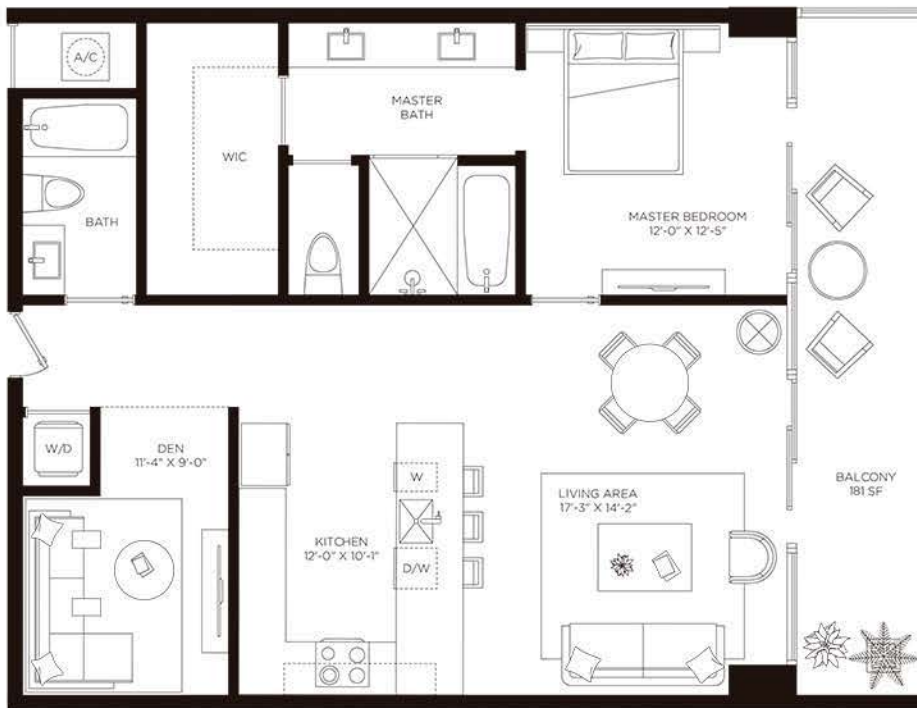 A/C
MASTER
BATH
WIC
BATH
MASTER BEDROOM
12'-0" X 12'-5"
W/D
DEN
11'-4" X 9'-0"
W
D/W
KITCHEN
12'-0" X 10'-1"
LIVING AREA
17'-3" X 14'-2"
BALCONY
181 SF